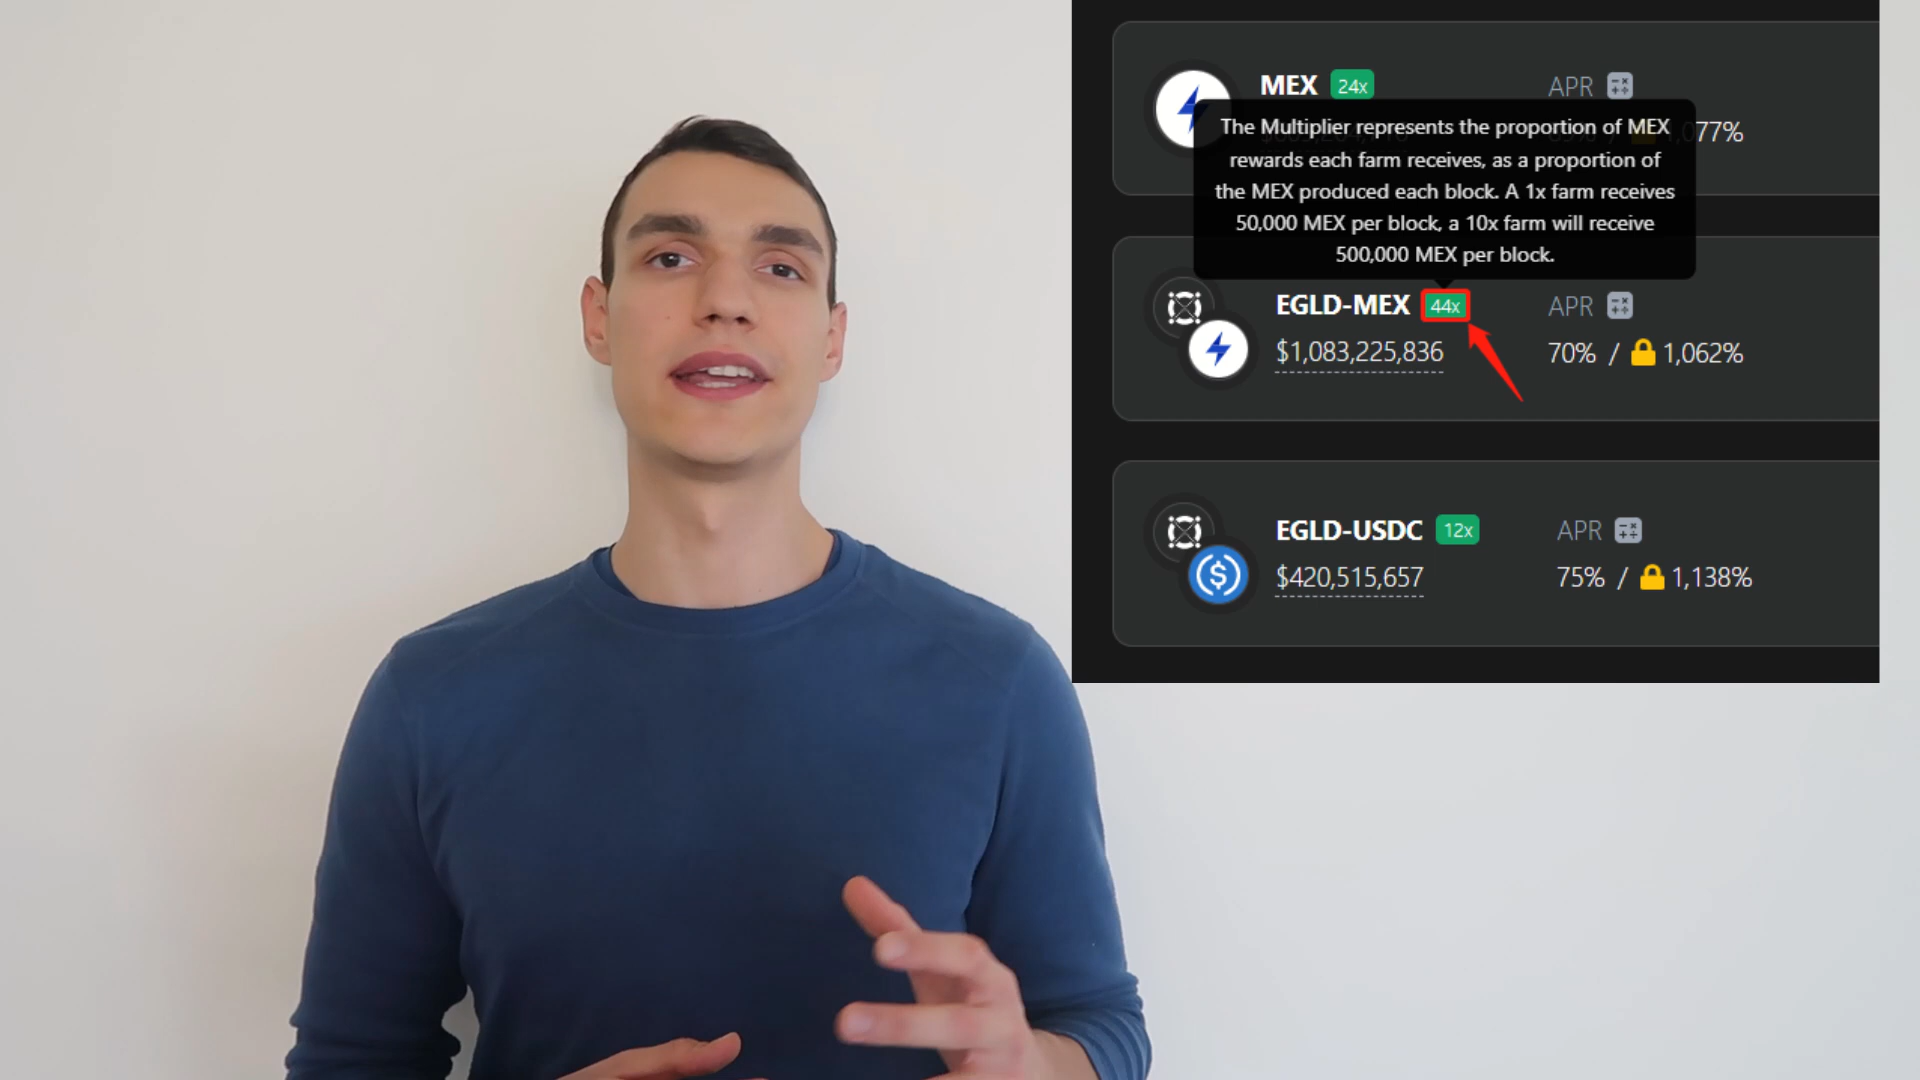 MEX 24x
APR
The Multiplier represents the proportion of MEX
rewards each farm receives, as a proportion of
the MEX produced each block. A 1x farm receives
50,000 MEX per block, a 10x farm will receive
500,000 MEX per block.
077%
EGLD-MEX 44x
APR
$1,083,225,836
70% / 1,062%
EGLD-USDC 12x
APR
$420,515,657
75% / 1,138%